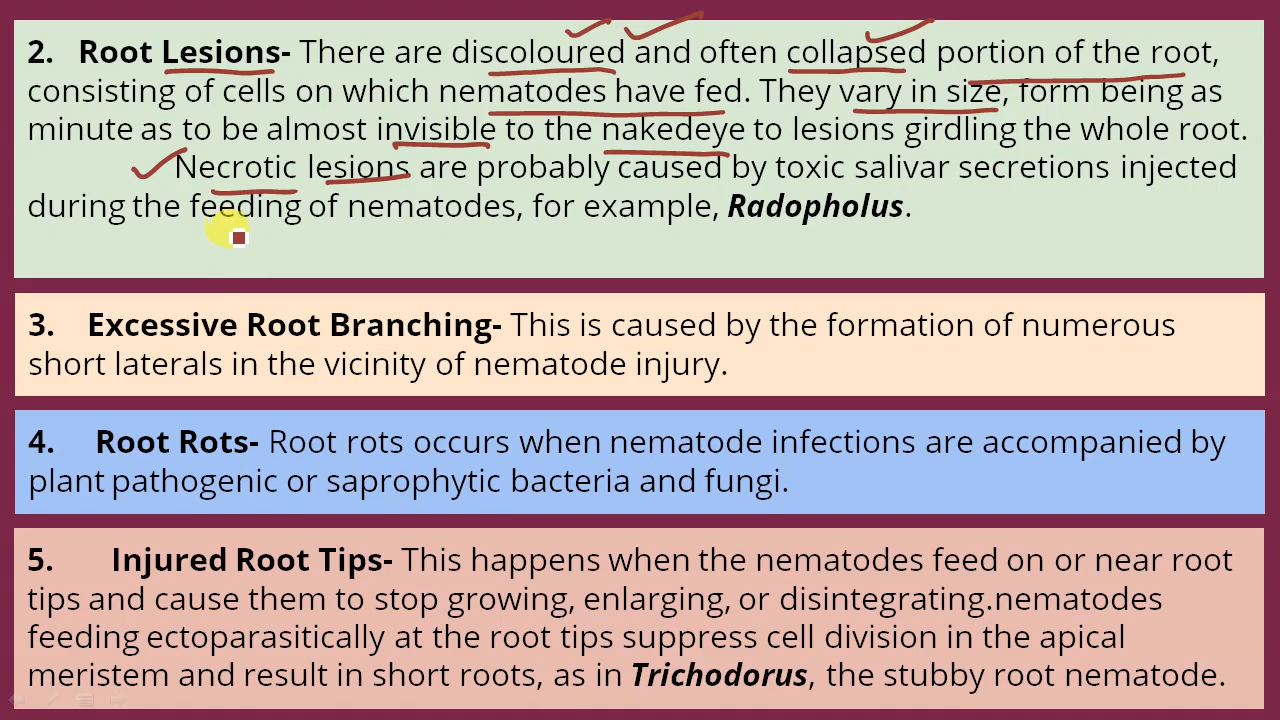 2. Root Lesions- There are discoloured and often collapsed portion of the root,
consisting of cells on which nematodes have fed. They vary in size, form being as
minute as to be almost invisible to the nakedeye to lesions girdling the whole root.
Necrotic lesions are probably caused by toxic salivar secretions injected
during the feeding of nematodes, for example, Radopholus.
3. Excessive Root Branching- This is caused by the formation of numerous
short laterals in the vicinity of nematode injury.
4. Root Rots- Root rots occurs when nematode infections are accompanied by
plant pathogenic or saprophytic bacteria and fungi.
5. Injured Root Tips- This happens when the nematodes feed on or near root
tips and cause them to stop growing, enlarging, or disintegrating.nematodes
feeding ectoparasitically at the root tips suppress cell division in the apical
meristem and result in short roots, as in Trichodorus, the stubby root nematode.